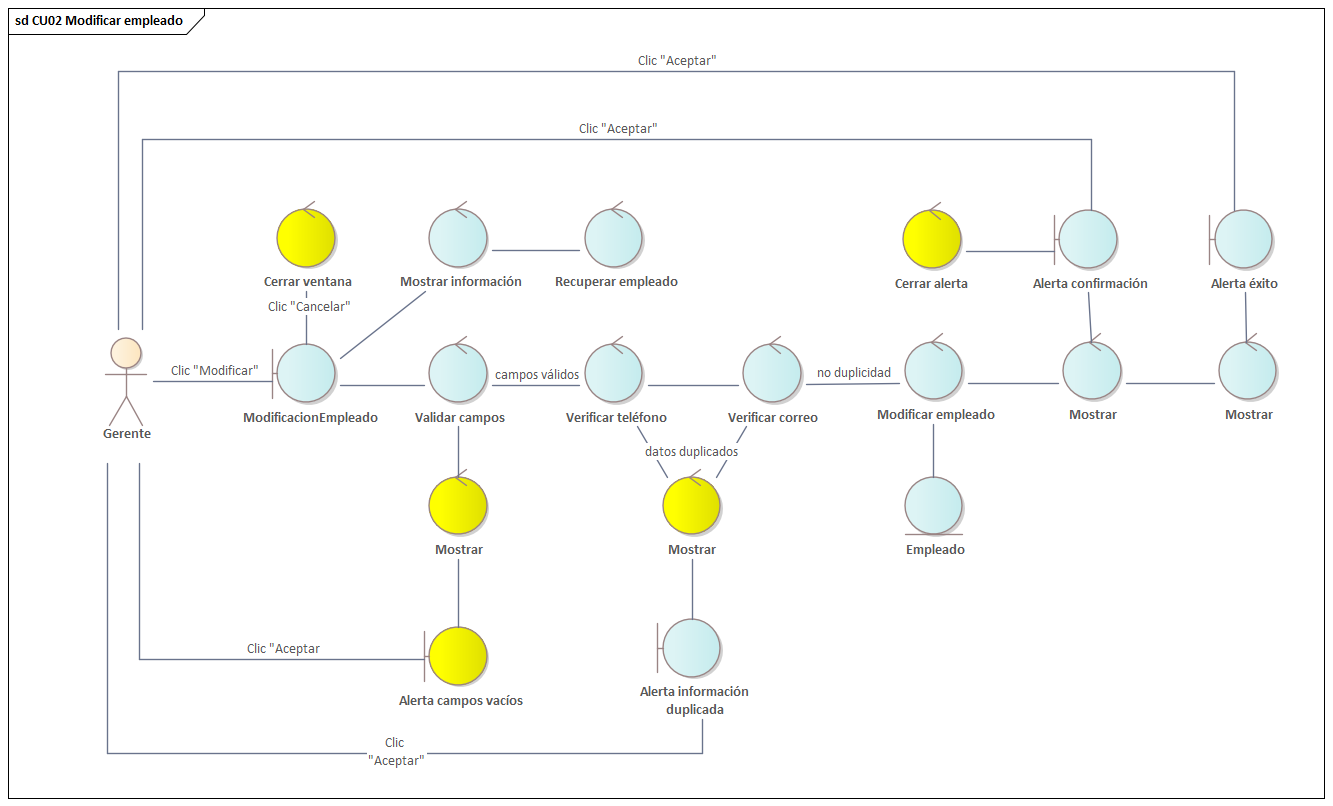 sd CU02 Modificar empleado
Clic "Aceptar"
Clic "Aceptar"
Cerrar ventana
Mostrar información
Recuperar empleado
Cerrar alerta
Alerta confirmación
Alerta éxito
Clic "Cancelar"
Clic "Modificar"
campos válidos
no duplicidad
Gerente
ModificacionEmpleado
Validar campos
Verificar teléfono
Verificar correo
Modificar empleado
Mostrar
Mostrar
datos duplicados
Mostrar
Mostrar
Empleado
Clic "Aceptar
Alerta campos vacíos
Alerta información
duplicada
Clic
"Aceptar"